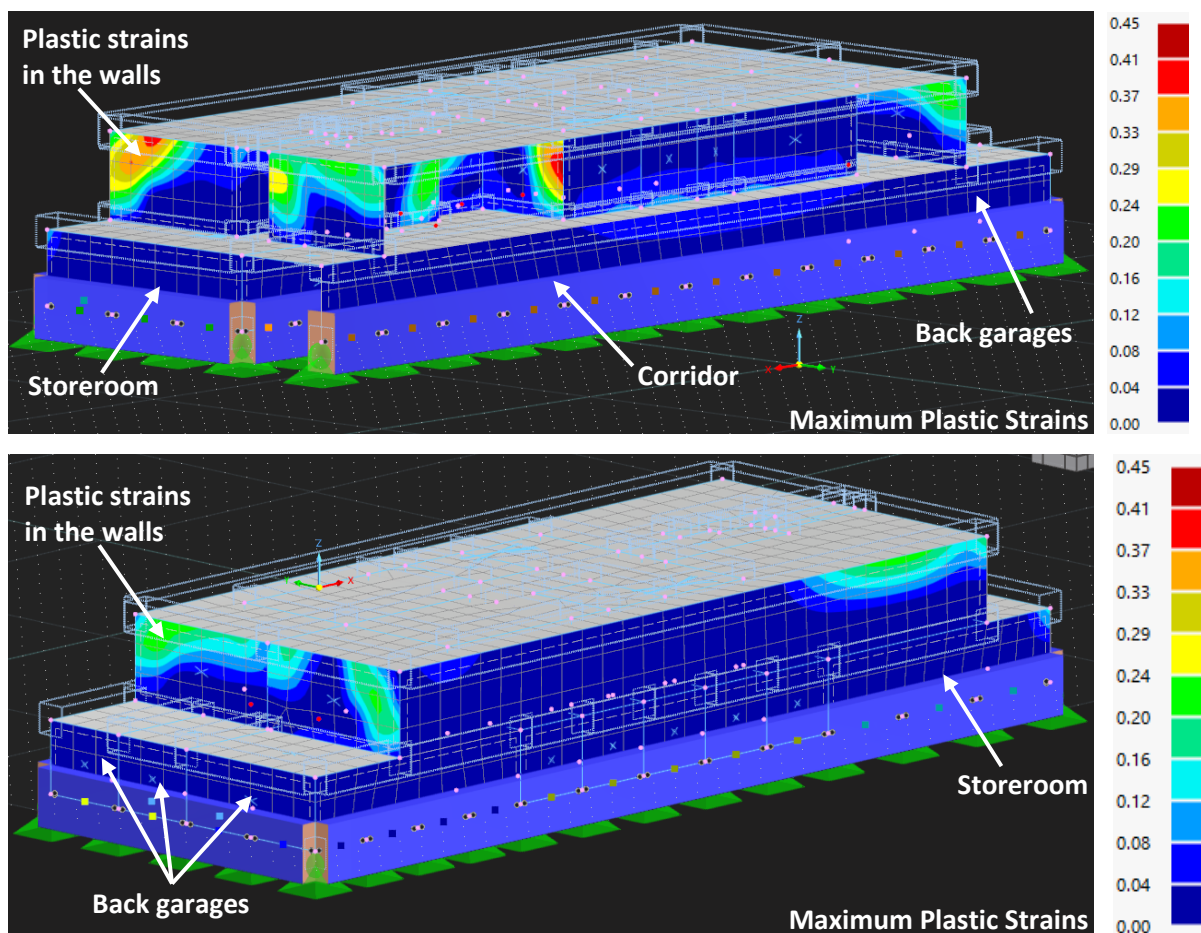 Plastic strains
in the walls
Storeroom
Corridor
Back garages
Z
X
Y
Maximum Plastic Strains
0.45
0.41
0.37
0.33
0.29
0.24
0.20
0.16
0.12
0.08
0.04
0.00
Plastic strains
in the walls
Z
X
Storeroom
Back garages
Maximum Plastic Strains
0.45
0.41
0.37
0.33
0.29
0.24
0.20
0.16
0.12
0.08
0.04
0.00